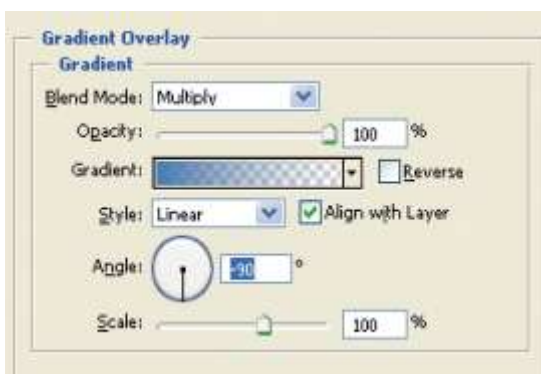 Gradient Overlay
Gradient
Blend Mode: Multiply
Opacity: 100 %
Gradient: Reverse
Style: Linear Align with Layer
Angle: -90 °
Scale: 100 %